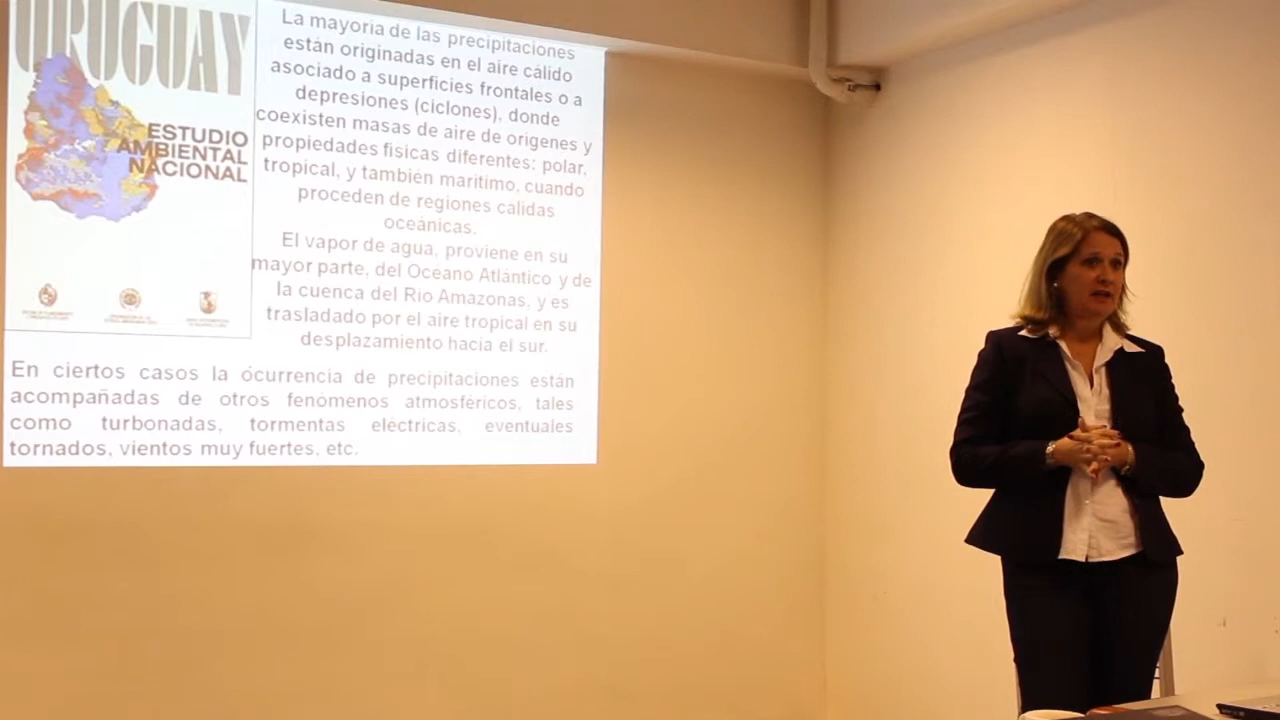 URUGUAY
ESTUDIO
AMBIENTAL
NACIONAL
La mayoria de las precipitaciones
están originadas en el aire cálido
asociado a superficies frontales o a
depresiones (ciclones), donde
coexisten masas de aire de origenes y
propiedades fisicas diferentes: polar,
tropical, y también maritimo, cuando
proceden de regiones calidas
oceánicas.
El vapor de agua, proviene en su
mayor parte, del Océano Atlántico y de
la cuenca del Rio Amazonas, y es
trasladado por el aire tropical en su
desplazamiento hacia el sur.
En ciertos casos la ocurrencia de precipitaciones están
acompañadas de otros fenómenos atmosféricos, tales
como turbonadas, tormentas eléctricas, eventuales
tornados, vientos muy fuertes, etc.